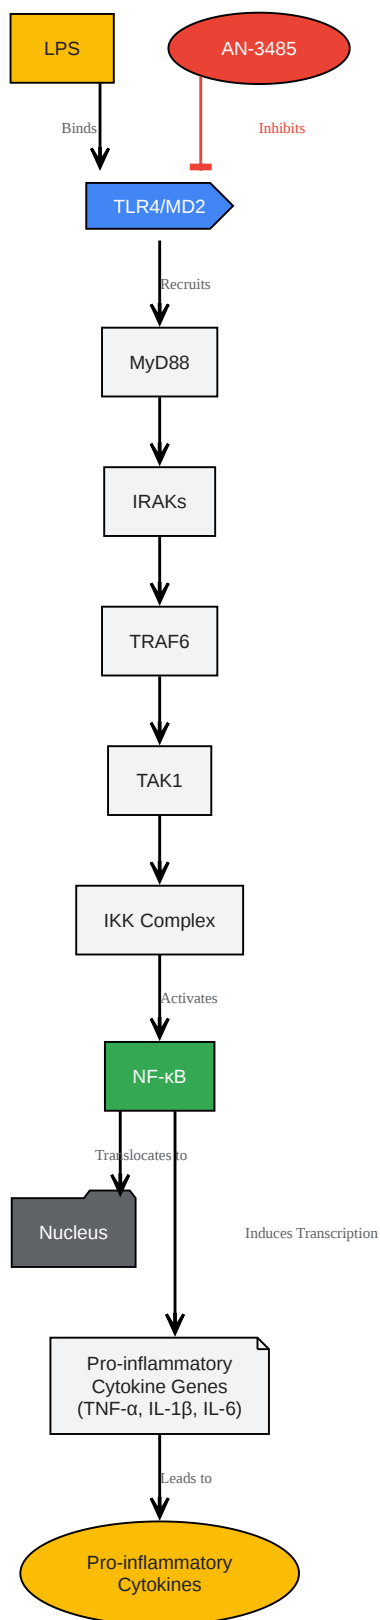 LPS
AN-3485
Binds
Inhibits
TLR4/MD2
Recruits
MyD88
IRAKs
TRAF6
TAK1
IKK Complex
Activates
NF-κB
Translocates to
Nucleus
Induces Transcription
Pro-inflammatory
Cytokine Genes
(TNF-α, IL-1β, IL-6)
Leads to
Pro-inflammatory
Cytokines